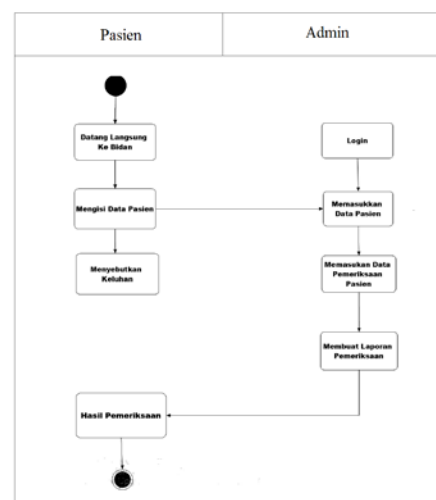 Pasien
Admin
Datang Langsung
Ke Bidan
Login
Mengisi Data Pasien
Memasukkan
Data Pasien
Menyebutkan
Keluhan
Memasukan Data
Pemeriksaan
Pasien
Membuat Laporan
Pemeriksaan
Hasil Pemeriksaan